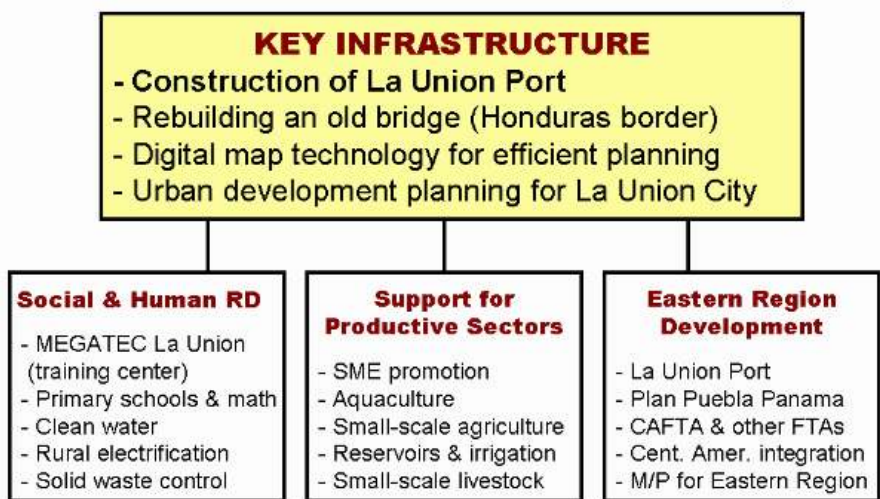 KEY INFRASTRUCTURE
- Construction of La Union Port
- Rebuilding an old bridge (Honduras border)
- Digital map technology for efficient planning
- Urban development planning for La Union City
Social & Human RD
- MEGATEC La Union
(training center)
- Primary schools & math
- Clean water
- Rural electrification
- Solid waste control
Support for
Productive Sectors
- SME promotion
- Aquaculture
- Small-scale agriculture
- Reservoirs & irrigation
- Small-scale livestock
Eastern Region
Development
- La Union Port
- Plan Puebla Panama
- CAFTA & other FTAs
- Cent. Amer. integration
- M/P for Eastern Region